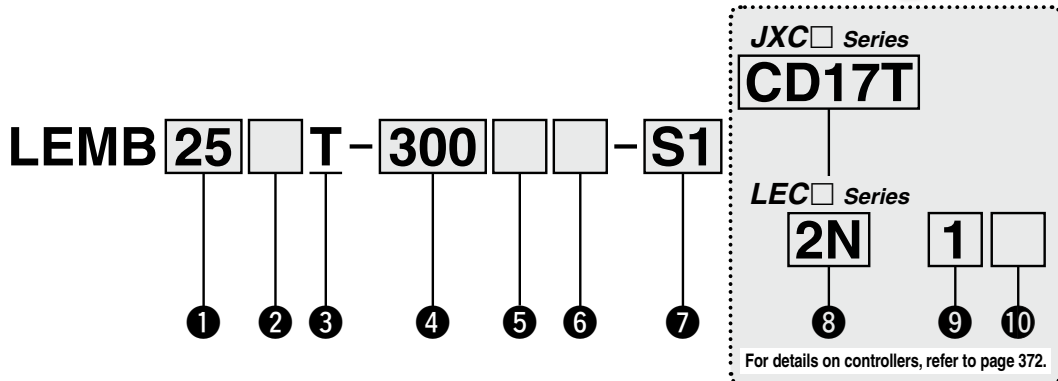 JXC□ Series
CD17T
LEMB 25 □ T – 300 □ □ – S1
LEC□ Series
2N 1 □
❶ ❷ ❸ ❹ ❺ ❻ ❼ ❽ ❾ ❿
For details on controllers, refer to page 372.